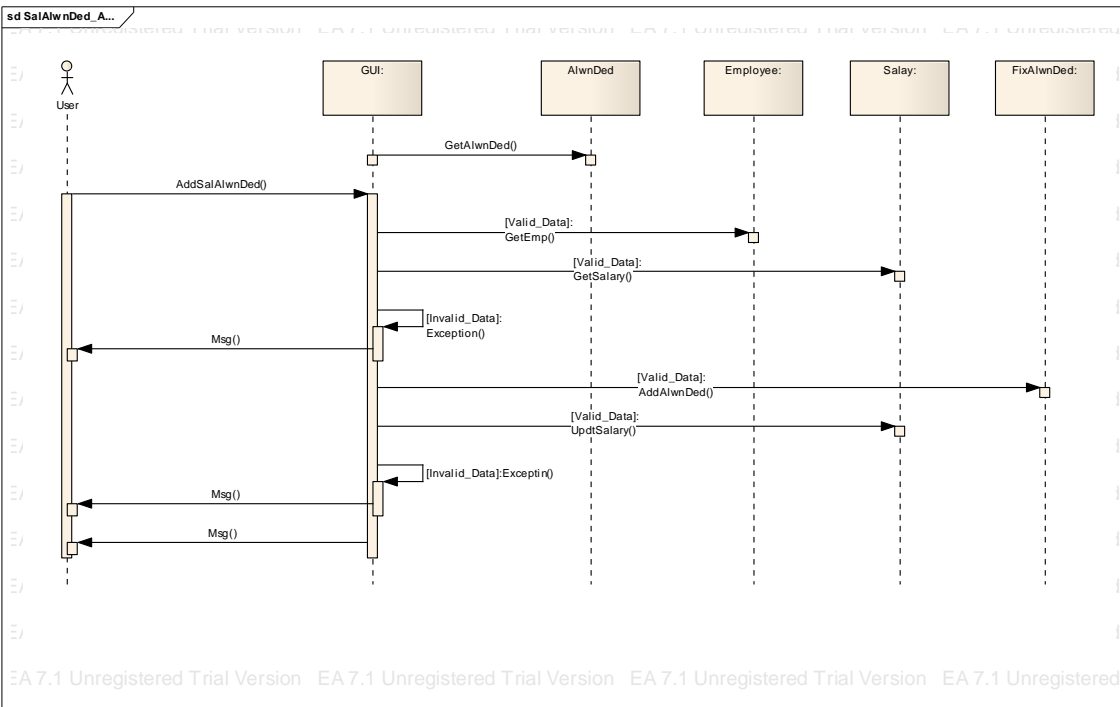 sd SalAlwnDed_A...
EA 7.1 Unregistered Trial Version EA 7.1 Unregistered Trial Version EA 7.1 Unregistered Trial Version EA 7.1 Unregistered
User
GUI:
AlwnDed
Employee:
Salay:
FixAlwnDed:
GetAlwnDed()
AddSalAlwnDed()
[Valid_Data]:
GetEmp()
[Valid_Data]:
GetSalary()
[Invalid_Data]:
Exception()
Msg()
[Valid_Data]:
AddAlwnDed()
[Valid_Data]:
UpdtSalary()
[Invalid_Data]:Exceptin()
Msg()
Msg()
EA 7.1 Unregistered Trial Version EA 7.1 Unregistered Trial Version EA 7.1 Unregistered Trial Version EA 7.1 Unregistered